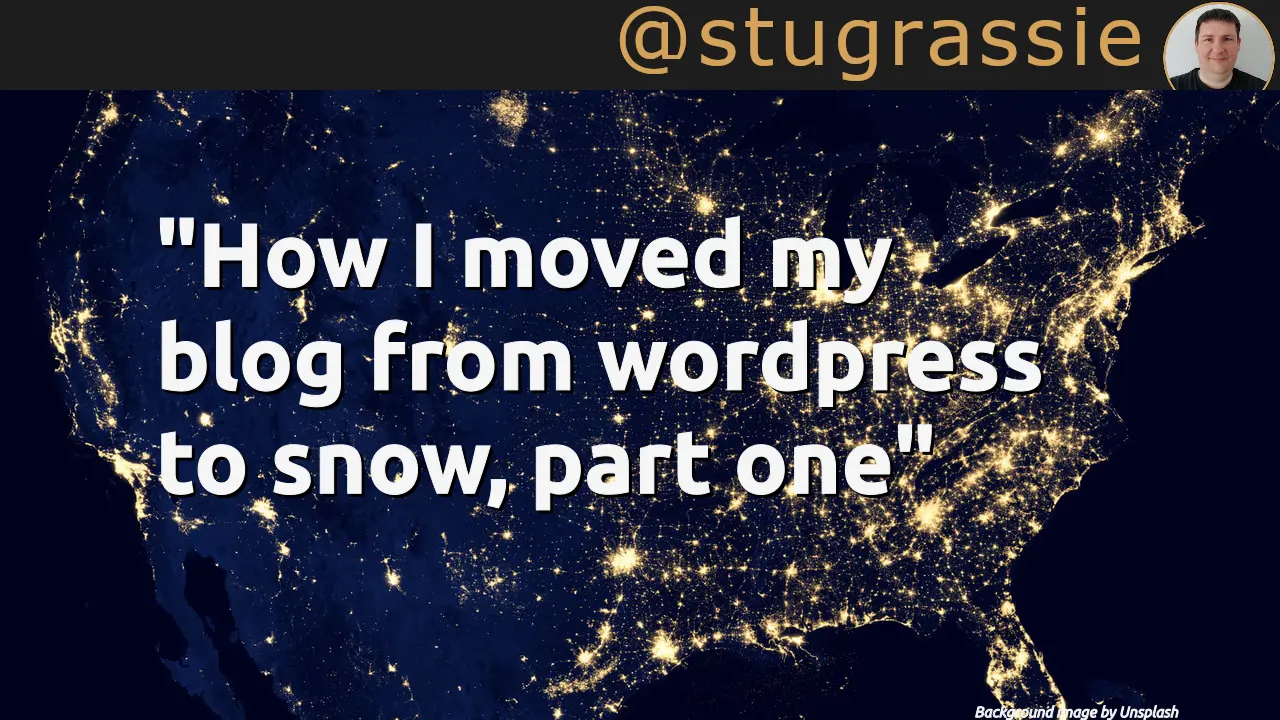 @stugrassie
"How I moved my
blog from wordpress
to snow, part one"
Background image by Unsplash